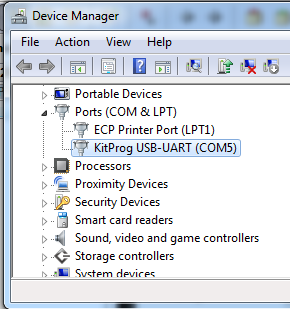 Device Manager
File Action View Help
Portable Devices
Ports (COM & LPT)
ECP Printer Port (LPT1)
KitProg USB-UART (COM5)
Processors
Proximity Devices
Security Devices
Smart card readers
Sound, video and game controllers
Storage controllers
System devices